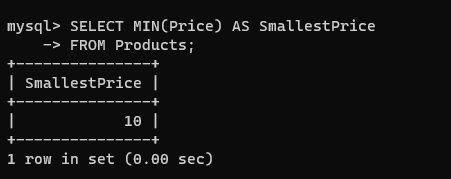 mysql> SELECT MIN(Price) AS SmallestPrice
    -> FROM Products;
+---------------+
| SmallestPrice |
+---------------+
|            10 |
+---------------+
1 row in set (0.00 sec)